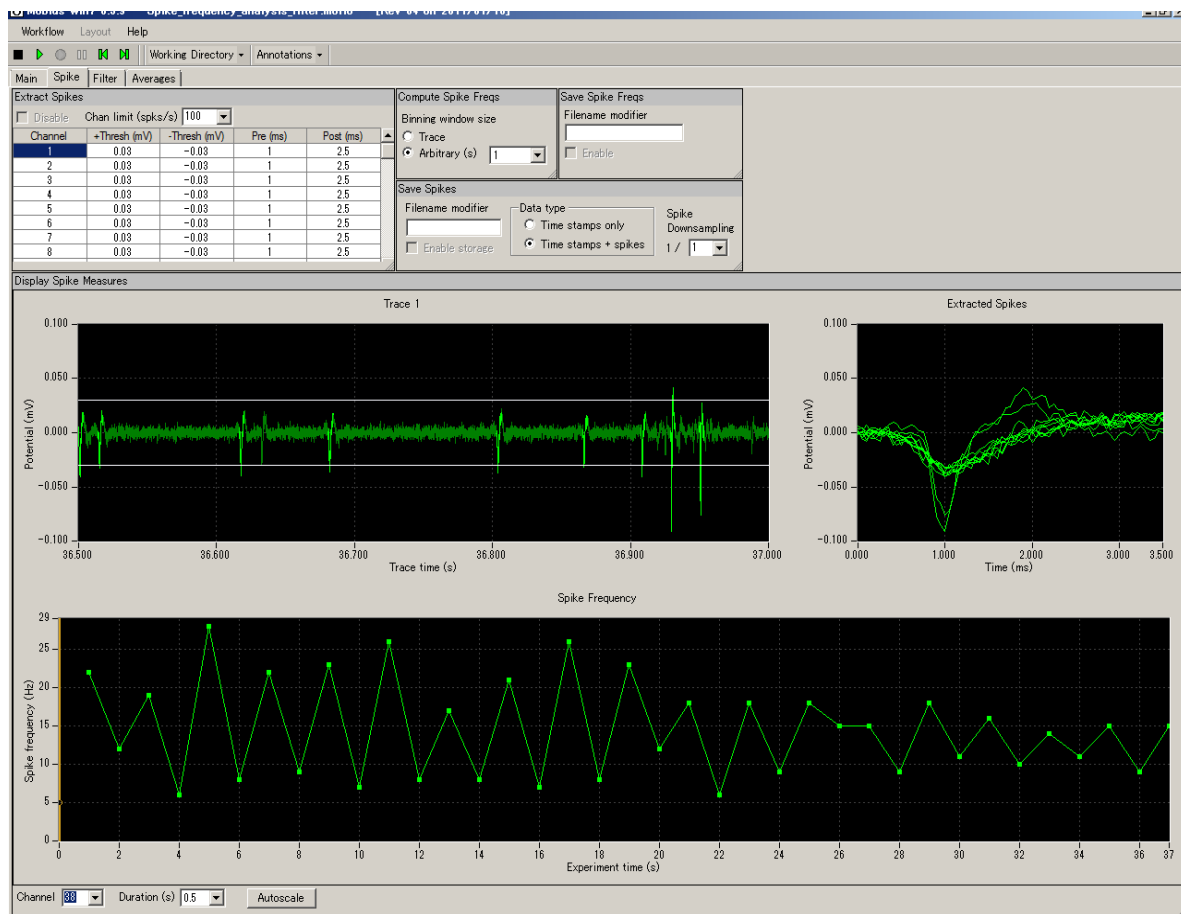 Mobius Win7 0.3.3 Spike_frequency_analysis_filter.moflo
Workflow Layout Help
Working Directory Annotations
Main Spike Filter Averages
Extract Spikes
Disable Chan limit (spks/s) 100
Channel +Thresh (mV) -Thresh (mV) Pre (ms) Post (ms)
1 0.03 -0.03 1 2.5
2 0.03 -0.03 1 2.5
3 0.03 -0.03 1 2.5
4 0.03 -0.03 1 2.5
5 0.03 -0.03 1 2.5
6 0.03 -0.03 1 2.5
7 0.03 -0.03 1 2.5
8 0.03 -0.03 1 2.5
Compute Spike Freqs
Binning window size
Trace
Arbitrary (s) 1
Save Spike Freqs
Filename modifier
Enable
Save Spikes
Filename modifier
Enable storage
Data type
Time stamps only
Time stamps + spikes
Spike
Downsampling
1 / 1
Display Spike Measures
Trace 1
0.100
0.050
0.000
-0.050
-0.100
Potential (mV)
36.500 36.600 36.700 36.800 36.900 37.000
Trace time (s)
Extracted Spikes
0.100
0.050
0.000
-0.050
-0.100
Potential (mV)
0.000 1.000 2.000 3.000 3.500
Time (ms)
Spike Frequency
29
25
20
15
10
5
0
Spike frequency (Hz)
0 2 4 6 8 10 12 14 16 18 20 22 24 26 28 30 32 34 36 37
Experiment time (s)
Channel 38 Duration (s) 0.5 Autoscale